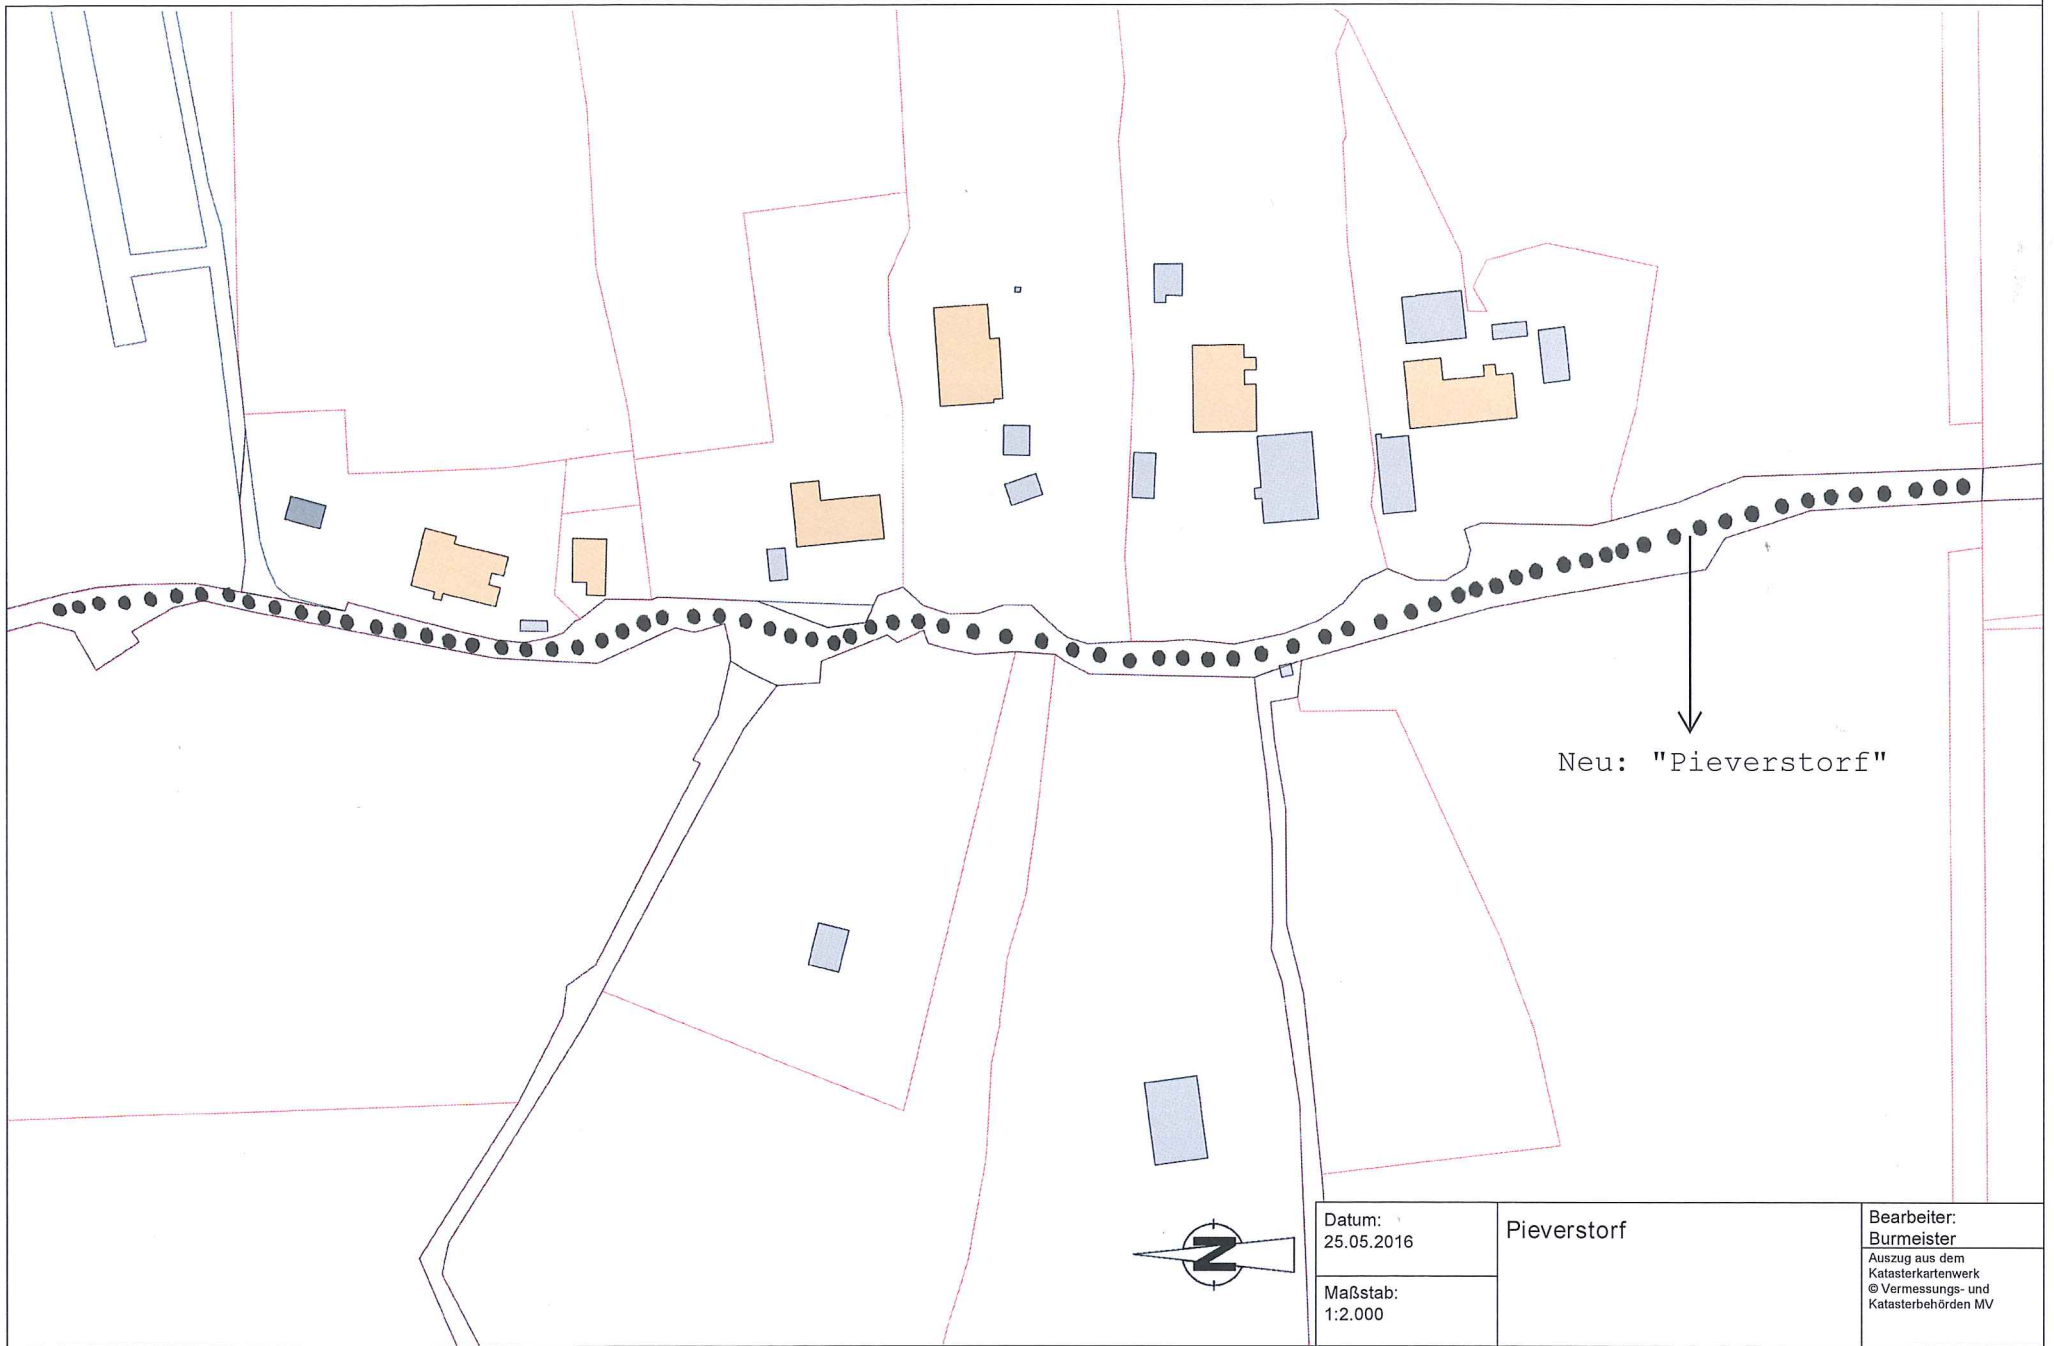 Neu: "Pieverstorf"
N
Datum:
25.05.2016
Maßstab:
1:2.000
Pieverstorf
Bearbeiter:
Burmeister
Auszug aus dem
Katasterkartenwerk
© Vermessungs- und
Katasterbehörden MV